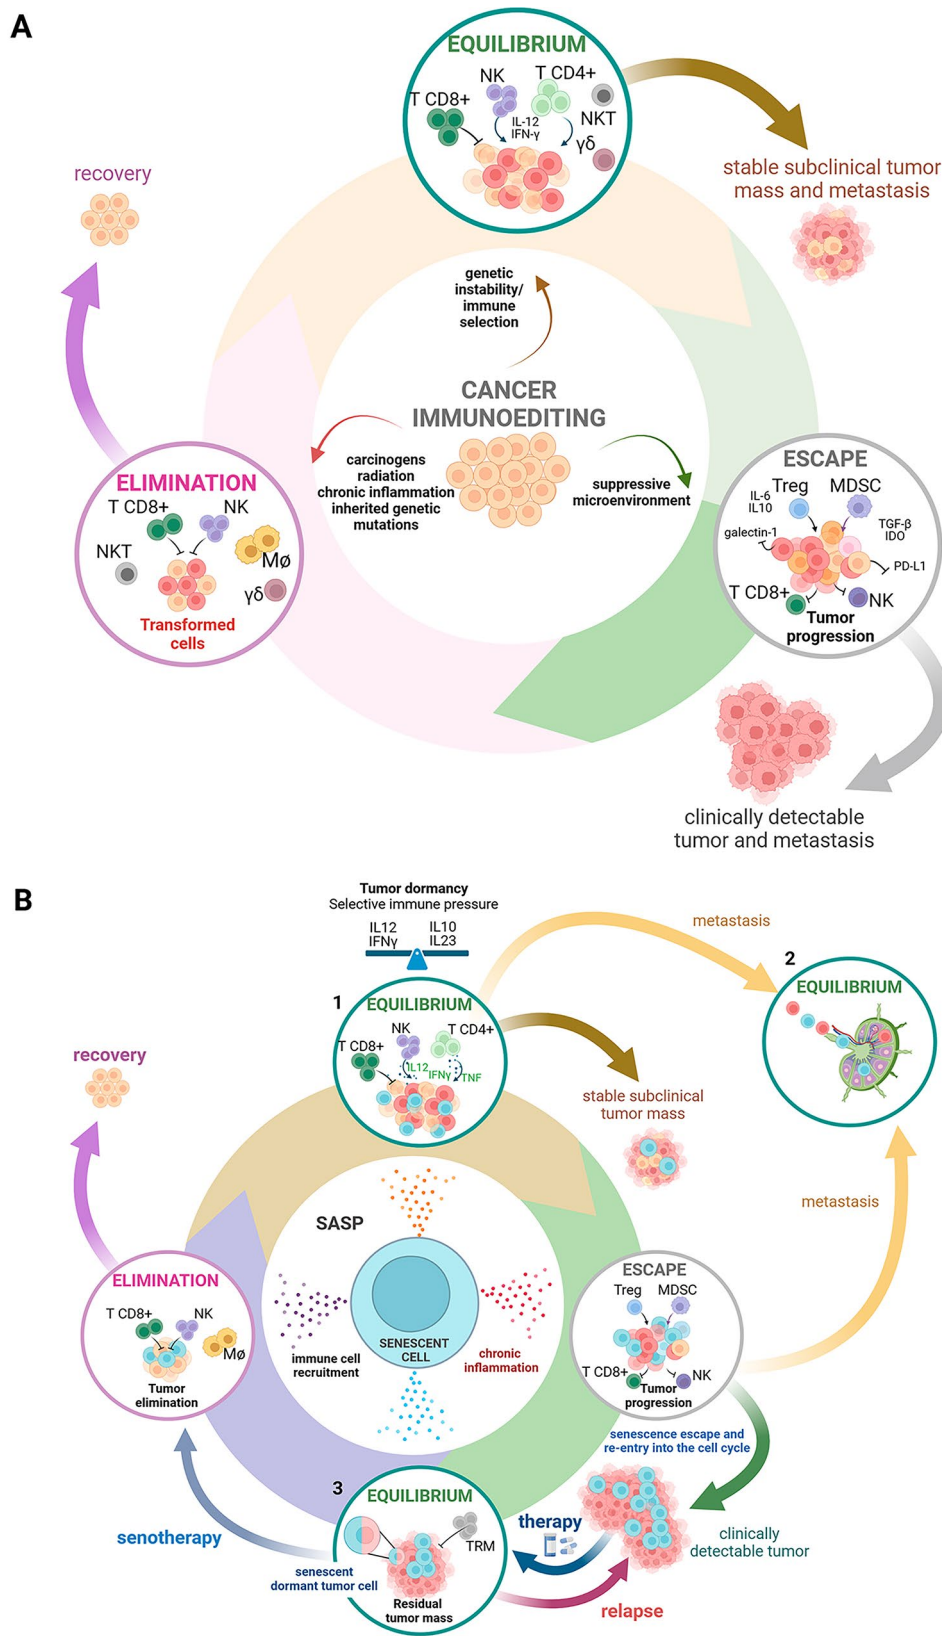 A
EQUILIBRIUM
NK
T CD4+
T CD8+
IL-12
IFN-γ
NKT
γδ
stable subclinical tumor
mass and metastasis
recovery
genetic
instability/
immune
selection
CANCER
IMMUNOEDITING
carcinogens
radiation
chronic inflammation
inherited genetic
mutations
suppressive
microenvironment
ELIMINATION
T CD8+
NK
NKT
Mø
γδ
Transformed
cells
ESCAPE
Treg
MDSC
IL-6
IL10
TGF-β
IDO
galectin-1
PD-L1
T CD8+
NK
Tumor
progression
clinically detectable
tumor and metastasis
B
Tumor dormancy
Selective immune pressure
IL12
IFNγ
IL10
IL23
metastasis
1
EQUILIBRIUM
NK
T CD4+
T CD8+
IL12
IFNγ
TNF
2
EQUILIBRIUM
recovery
stable subclinical
tumor mass
metastasis
SASP
SENESCENT
CELL
immune cell
recruitment
chronic
inflammation
ELIMINATION
T CD8+
NK
Mø
Tumor
elimination
ESCAPE
Treg
MDSC
T CD8+
NK
Tumor
progression
senescence escape and
re-entry into the cell cycle
3
EQUILIBRIUM
TRM
senescent
dormant tumor cell
Residual
tumor mass
senotherapy
therapy
clinically
detectable tumor
relapse